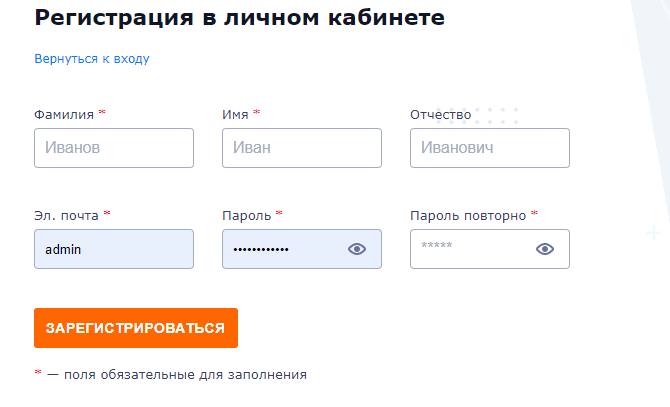 Регистрация в личном кабинете
Вернуться к входу
Фамилия * Имя * Отчество
Иванов Иван Иванович
Эл. почта * Пароль * Пароль повторно *
admin •••••••••••• *****
ЗАРЕГИСТРИРОВАТЬСЯ
* — поля обязательные для заполнения